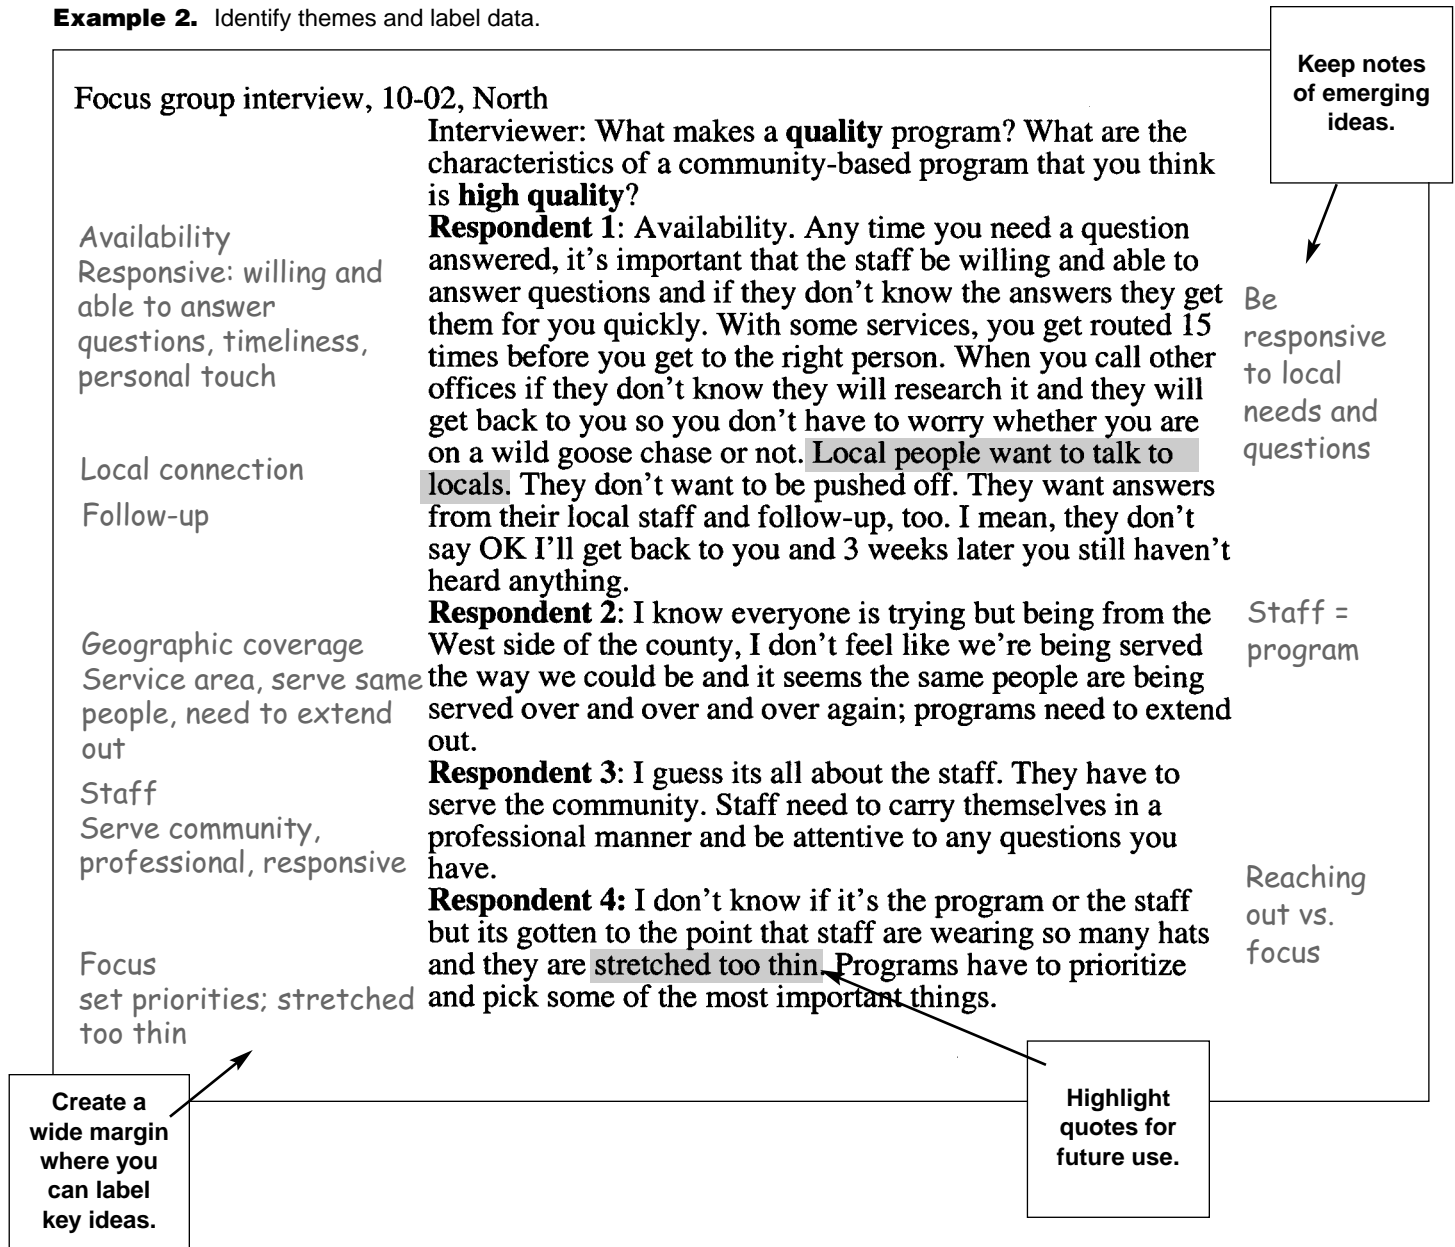 Example 2. Identify themes and label data.
Keep notes
of emerging
ideas.
Focus group interview, 10-02, North
Interviewer: What makes a quality program? What are the
characteristics of a community-based program that you think
is high quality?
Respondent 1: Availability. Any time you need a question
answered, it's important that the staff be willing and able to
answer questions and if they don't know the answers they get
them for you quickly. With some services, you get routed 15
times before you get to the right person. When you call other
offices if they don't know they will research it and they will
get back to you so you don't have to worry whether you are
on a wild goose chase or not. Local people want to talk to
locals. They don't want to be pushed off. They want answers
from their local staff and follow-up, too. I mean, they don't
say OK I'll get back to you and 3 weeks later you still haven't
heard anything.
Respondent 2: I know everyone is trying but being from the
West side of the county, I don't feel like we're being served
the way we could be and it seems the same people are being
served over and over and over again; programs need to extend
out.
Respondent 3: I guess its all about the staff. They have to
serve the community. Staff need to carry themselves in a
professional manner and be attentive to any questions you
have.
Respondent 4: I don't know if it's the program or the staff
but its gotten to the point that staff are wearing so many hats
and they are stretched too thin. Programs have to prioritize
and pick some of the most important things.
Availability
Responsive: willing and
able to answer
questions, timeliness,
personal touch
Local connection
Follow-up
Geographic coverage
Service area, serve same
people, need to extend
out
Staff
Serve community,
professional, responsive
Focus
set priorities; stretched
too thin
Be
responsive
to local
needs and
questions
Staff =
program
Reaching
out vs.
focus
Create a
wide margin
where you
can label
key ideas.
Highlight
quotes for
future use.